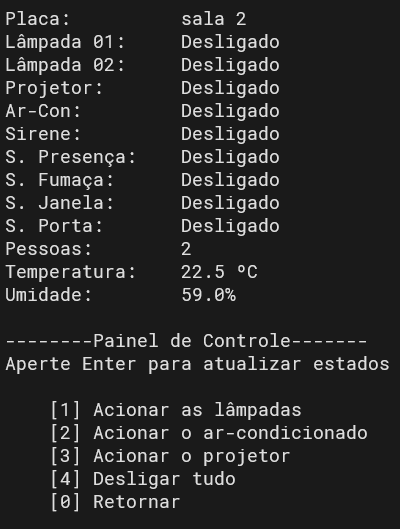 Placa: sala 2
Lâmpada 01: Desligado
Lâmpada 02: Desligado
Projetor: Desligado
Ar-Con: Desligado
Sirene: Desligado
S. Presença: Desligado
S. Fumaça: Desligado
S. Janela: Desligado
S. Porta: Desligado
Pessoas: 2
Temperatura: 22.5 ºC
Umidade: 59.0%
--------Painel de Controle-------
Aperte Enter para atualizar estados
[1] Acionar as lâmpadas
[2] Acionar o ar-condicionado
[3] Acionar o projetor
[4] Desligar tudo
[0] Retornar